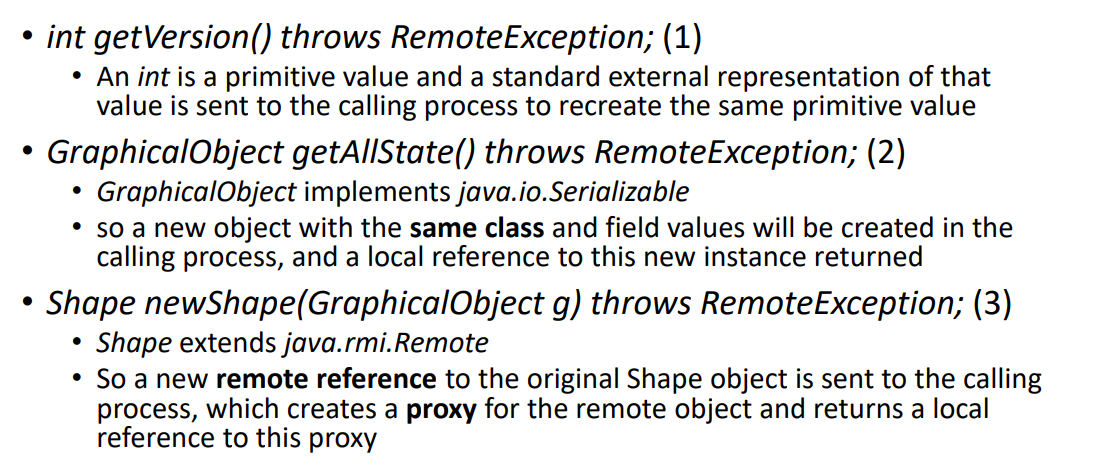 • int getVersion() throws RemoteException; (1)
• An int is a primitive value and a standard external representation of that
value is sent to the calling process to recreate the same primitive value
• GraphicalObject getAllState() throws RemoteException; (2)
• GraphicalObject implements java.io.Serializable
• so a new object with the same class and field values will be created in the
calling process, and a local reference to this new instance returned
• Shape newShape(GraphicalObject g) throws RemoteException; (3)
• Shape extends java.rmi.Remote
• So a new remote reference to the original Shape object is sent to the calling
process, which creates a proxy for the remote object and returns a local
reference to this proxy